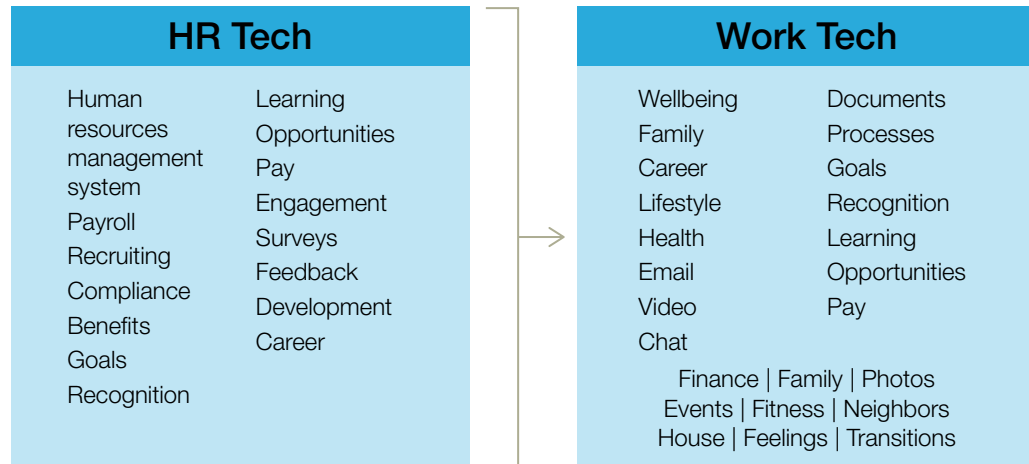 HR Tech
Human
resources
management
system
Payroll
Recruiting
Compliance
Benefits
Goals
Recognition
Learning
Opportunities
Pay
Engagement
Surveys
Feedback
Development
Career
Work Tech
Wellbeing
Family
Career
Lifestyle
Health
Email
Video
Chat
Documents
Processes
Goals
Recognition
Learning
Opportunities
Pay
Finance | Family | Photos
Events | Fitness | Neighbors
House | Feelings | Transitions